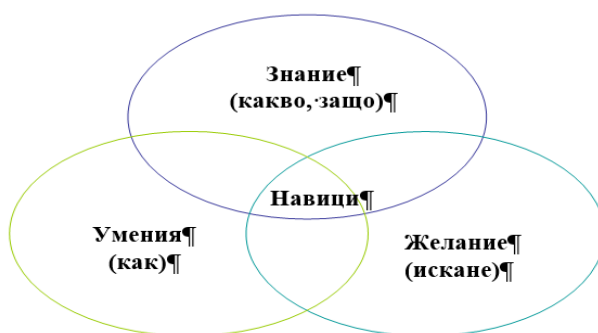 Знание¶
(какво,·защо)¶
Навици¶
Умения¶
(как)¶
Желание¶
(искане)¶